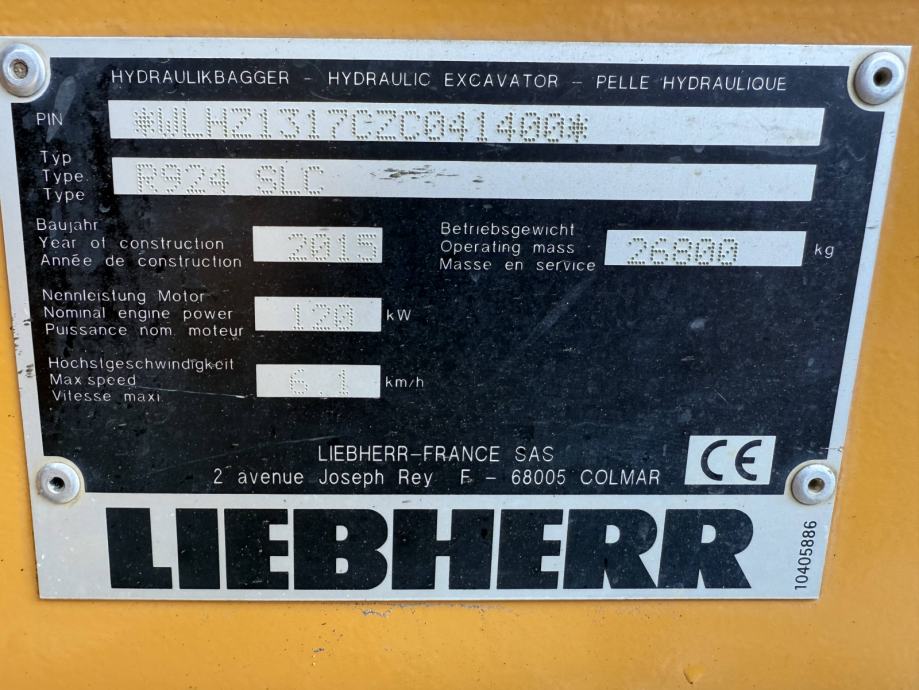 HYDRAULIKBAGGER - HYDRAULIC EXCAVATOR - PELLE HYDRAULIQUE
PIN *WLHZ1317CZC041400*
Typ
Type
Type R924 SLC
Baujahr
Year of construction 2015
Année de construction
Betriebsgewicht
Operating mass 26800 kg
Masse en service
Nennleistung Motor
Nominal engine power 120 kW
Puissance nom. moteur
Höchstgeschwindigkeit
Max speed 6.1 km/h
Vitesse maxi
LIEBHERR-FRANCE SAS
2 avenue Joseph Rey F - 68005 COLMAR
CE
LIEBHERR
10405886